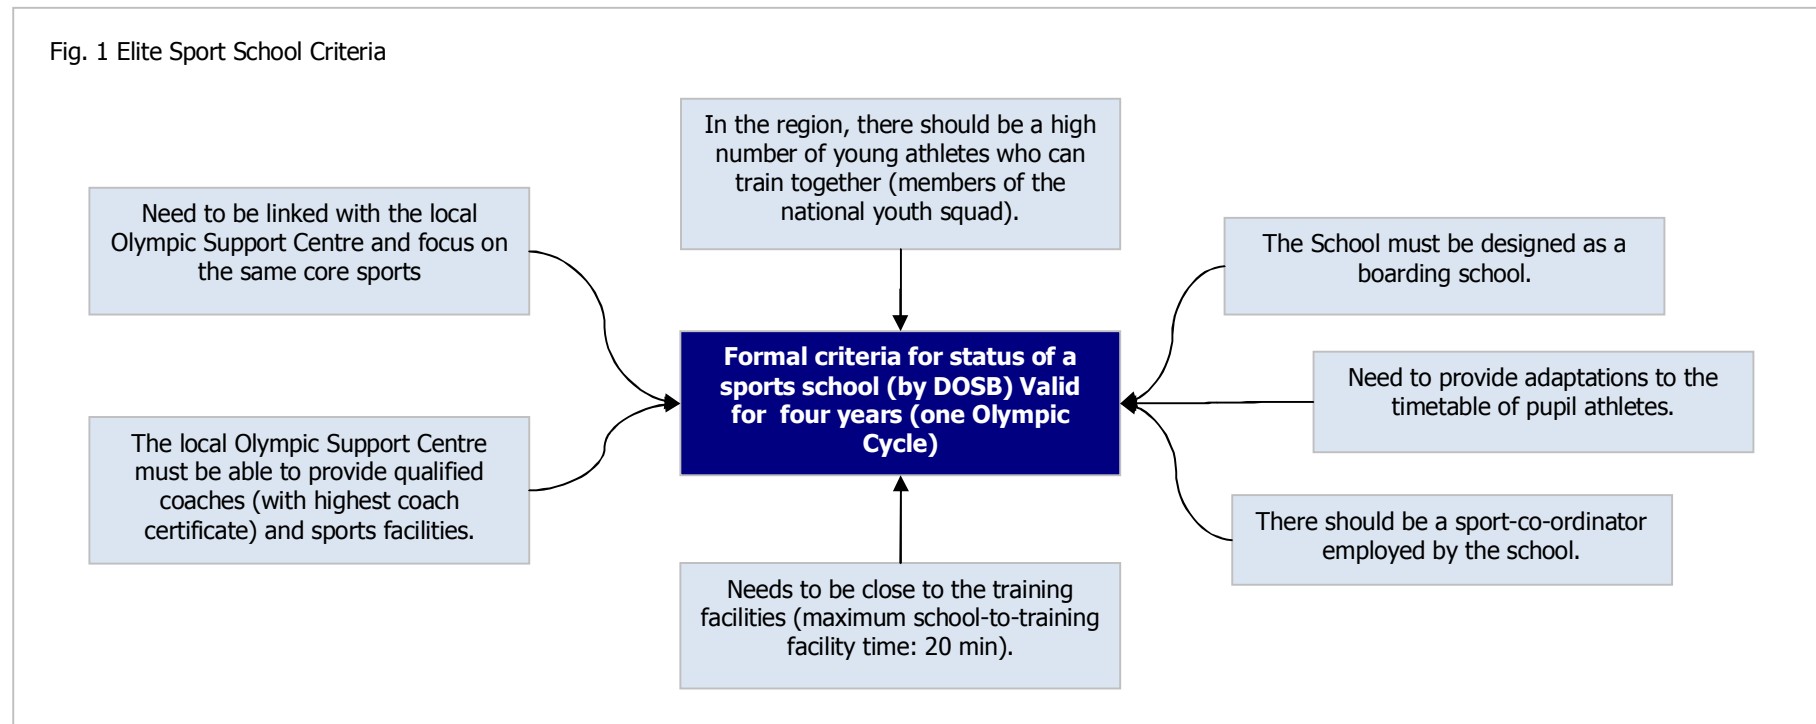 Fig. 1 Elite Sport School Criteria
In the region, there should be a high
number of young athletes who can
train together (members of the
national youth squad).
Need to be linked with the local
Olympic Support Centre and focus on
the same core sports
The School must be designed as a
boarding school.
Formal criteria for status of a
sports school (by DOSB) Valid
for  four years (one Olympic
Cycle)
Need to provide adaptations to the
timetable of pupil athletes.
The local Olympic Support Centre
must be able to provide qualified
coaches (with highest coach
certificate) and sports facilities.
There should be a sport-co-ordinator
employed by the school.
Needs to be close to the training
facilities (maximum school-to-training
facility time: 20 min).